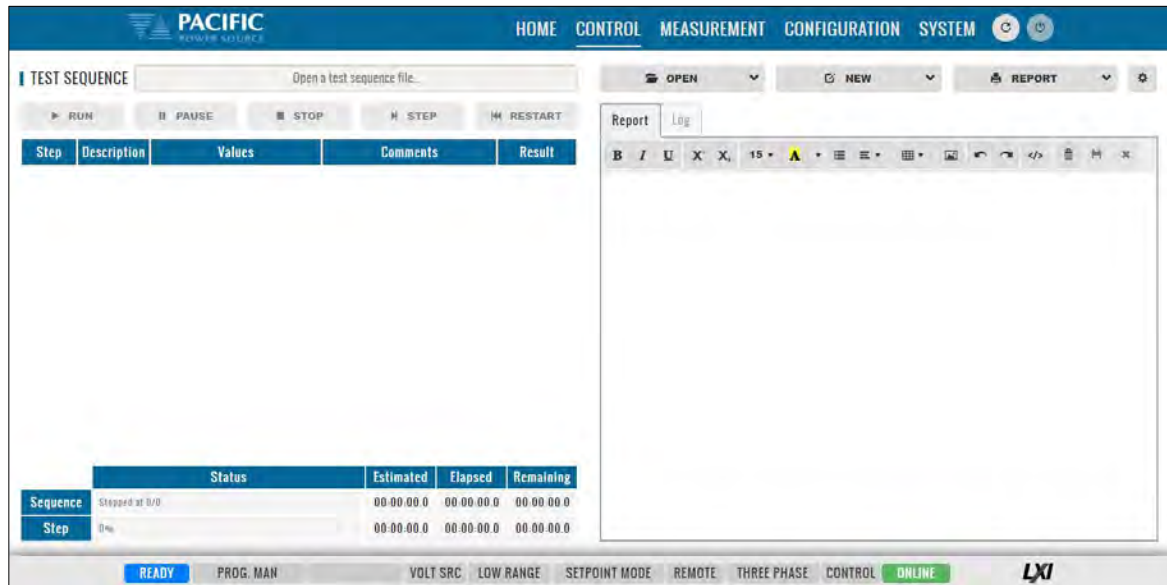 PACIFIC
POWER SOURCE
HOME CONTROL MEASUREMENT CONFIGURATION SYSTEM
TEST SEQUENCE Open a test sequence file...
OPEN NEW REPORT
RUN PAUSE STOP STEP RESTART
Report Log
Step Description Values Comments Result
B I U X X, 15 A </> x
Status Estimated Elapsed Remaining
Sequence Stopped at 0/0 00:00:00.0 00:00:00.0 00:00:00.0
Step 0% 00:00:00.0 00:00:00.0 00:00:00.0
READY PROG. MAN VOLT SRC LOW RANGE SETPOINT MODE REMOTE THREE PHASE CONTROL ONLINE LXI